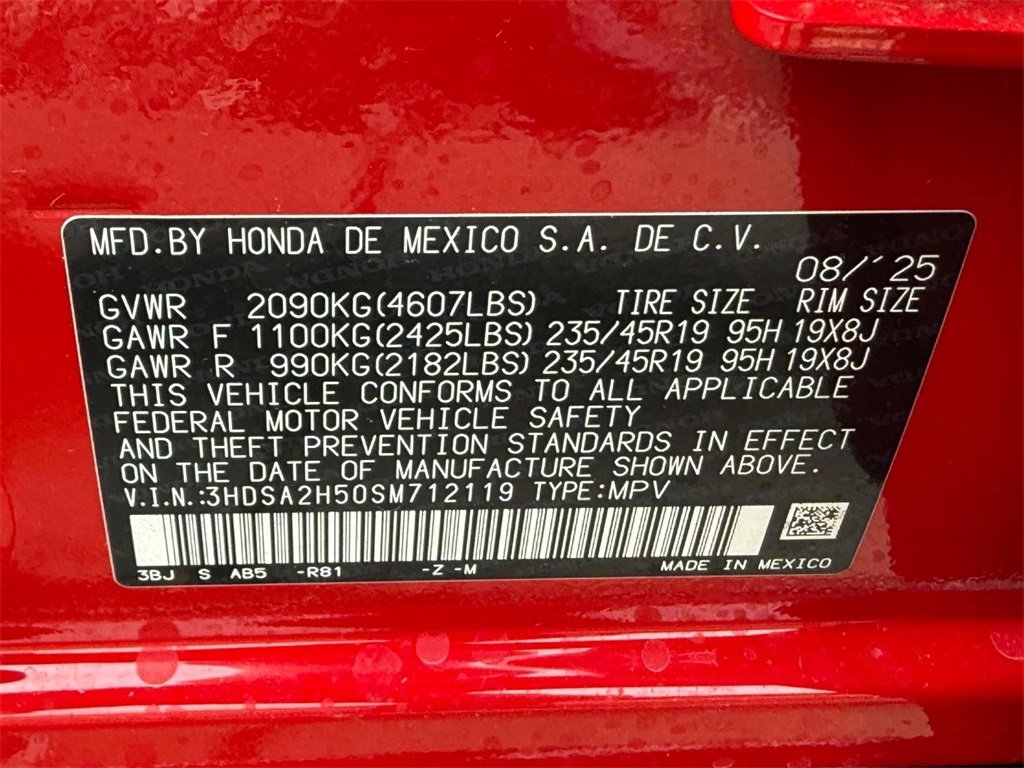 MFD.BY HONDA DE MEXICO S.A. DE C.V.
08/´25
GVWR 2090KG(4607LBS) TIRE SIZE RIM SIZE
GAWR F 1100KG(2425LBS) 235/45R19 95H 19X8J
GAWR R 990KG(2182LBS) 235/45R19 95H 19X8J
THIS VEHICLE CONFORMS TO ALL APPLICABLE
FEDERAL MOTOR VEHICLE SAFETY
AND THEFT PREVENTION STANDARDS IN EFFECT
ON THE DATE OF MANUFACTURE SHOWN ABOVE.
V.I.N.:3HDSA2H50SM712119 TYPE:MPV
3BJ S AB5 -R81 -Z -M MADE IN MEXICO